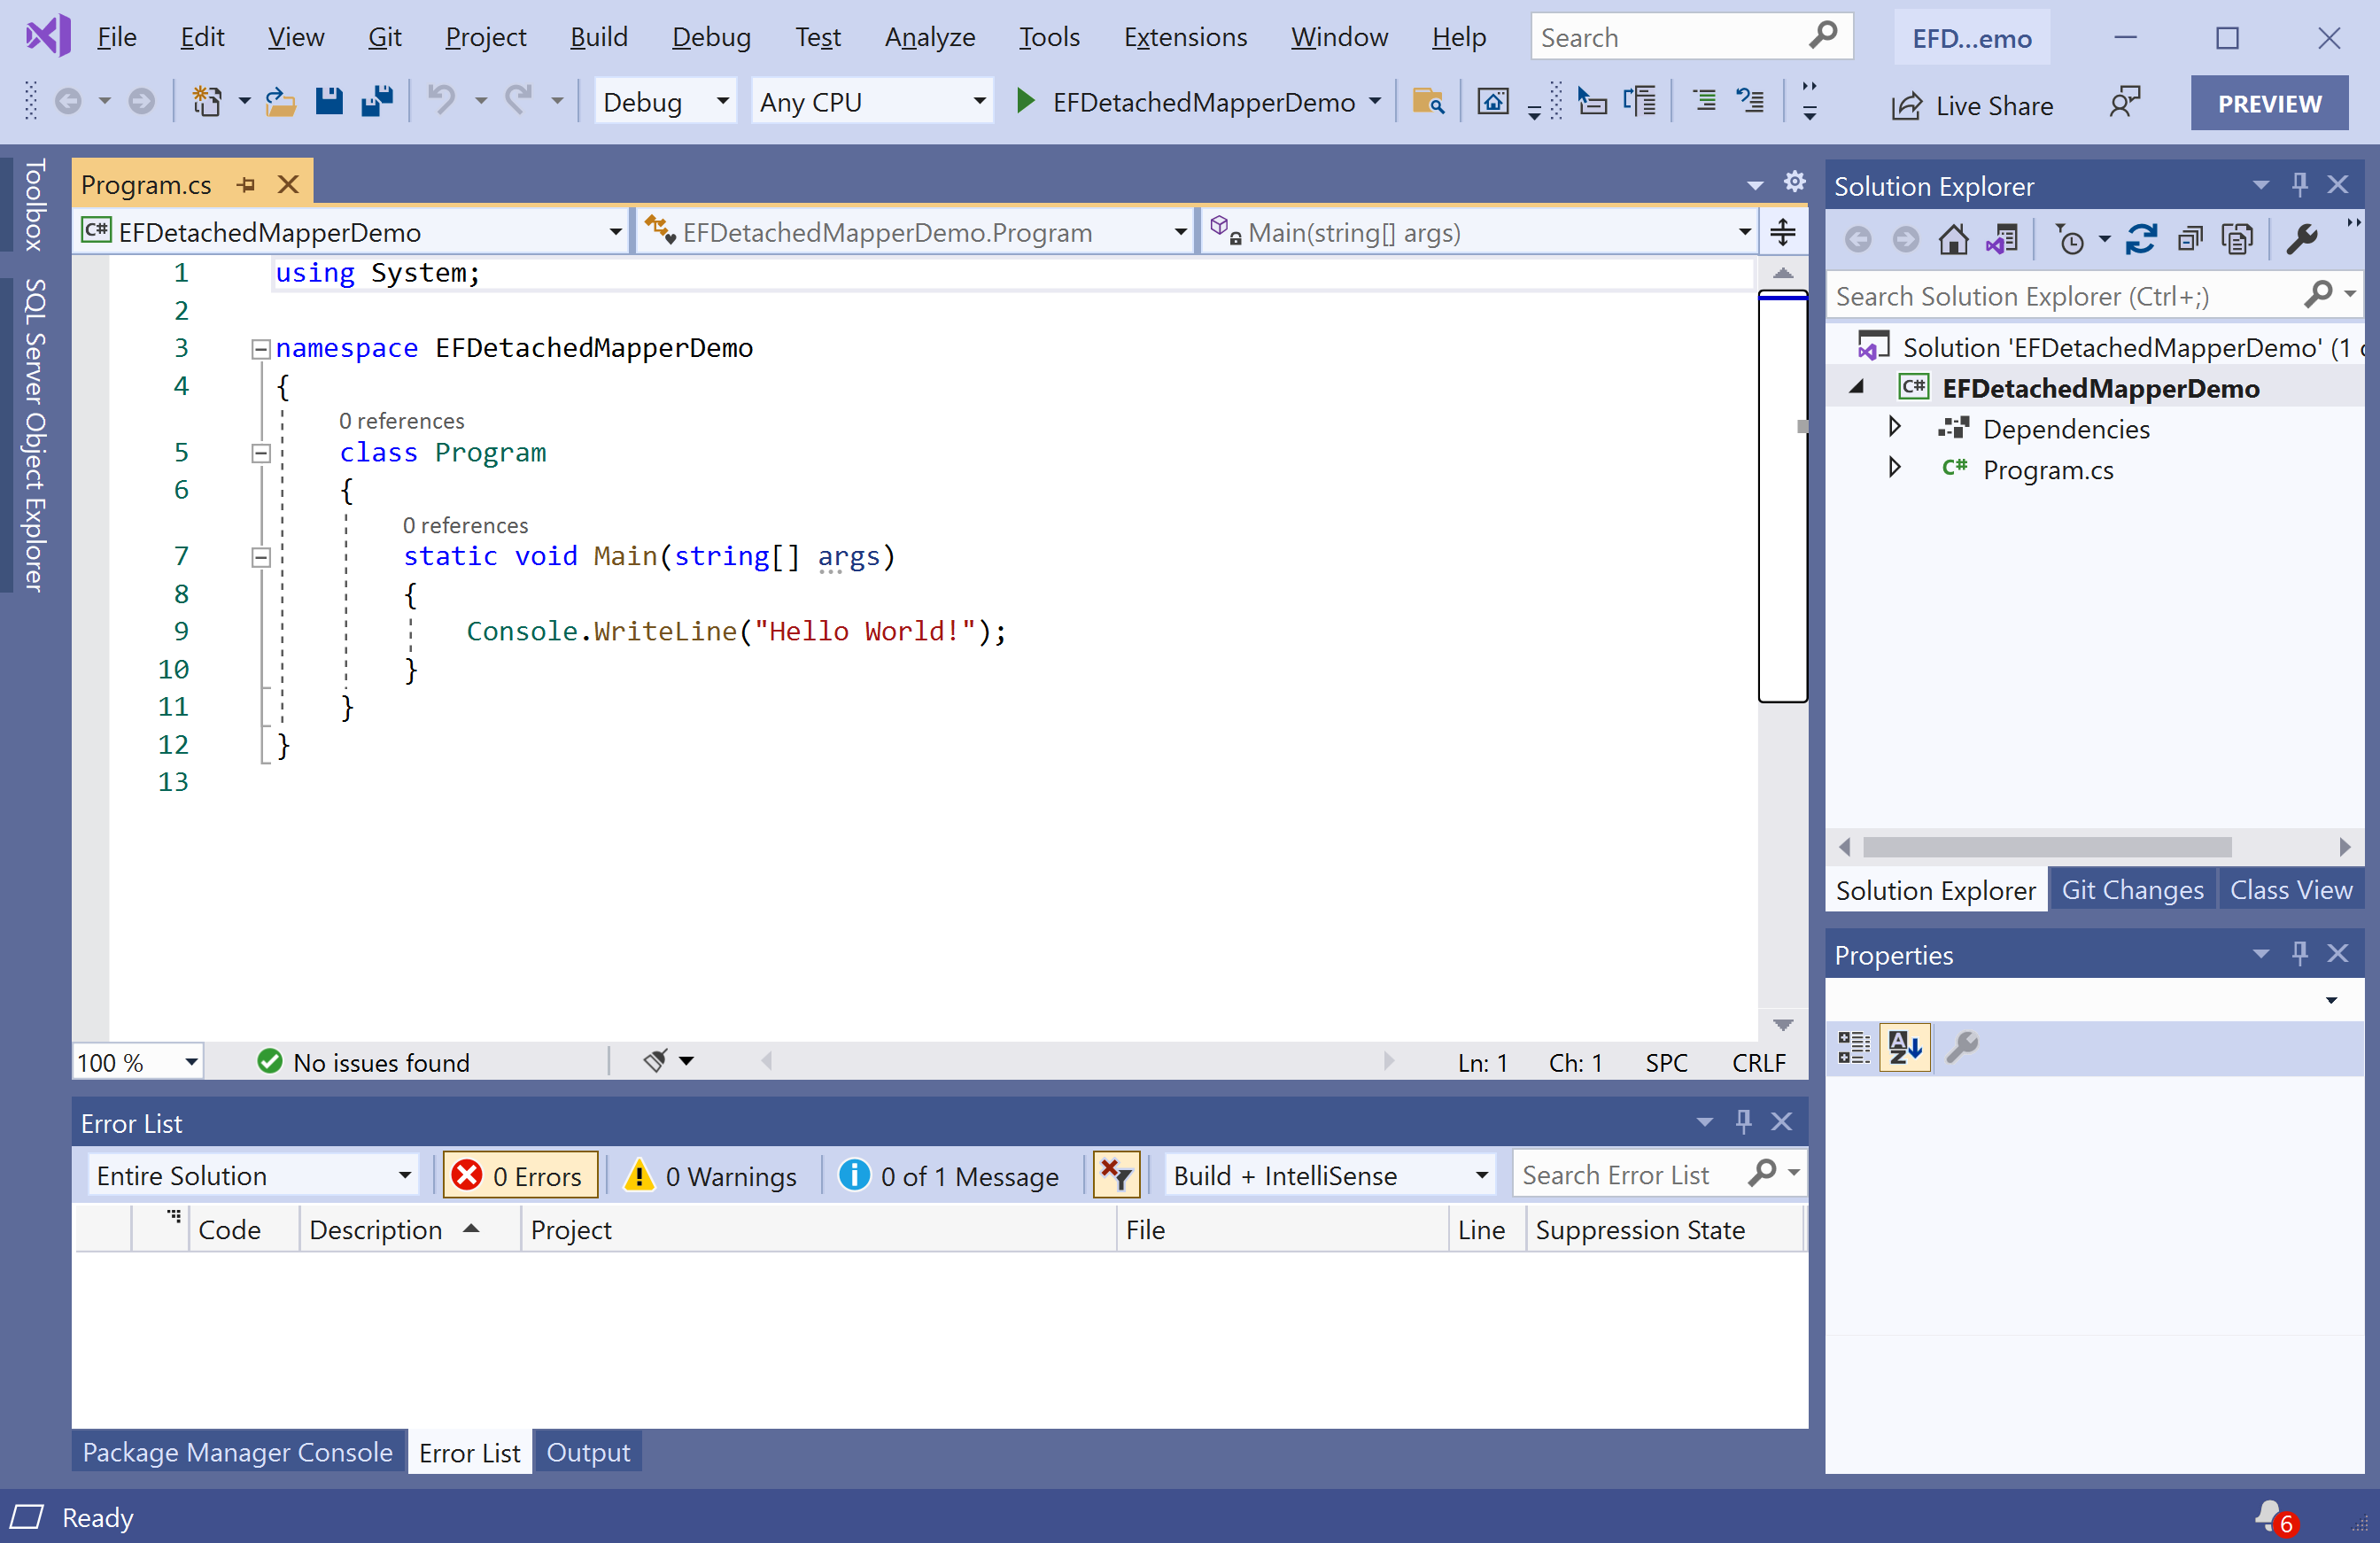 File Edit View Git Project Build Debug Test Analyze Tools Extensions Window Help Search EFD...emo
Debug Any CPU EFDetachedMapperDemo Live Share PREVIEW
Toolbox
SQL Server Object Explorer
Program.cs
C# EFDetachedMapperDemo EFDetachedMapperDemo.Program Main(string[] args)
1 using System;
2
3 namespace EFDetachedMapperDemo
4 {
0 references
5 class Program
6 {
0 references
7 static void Main(string[] args)
8 {
9 Console.WriteLine("Hello World!");
10 }
11 }
12 }
13
100 % No issues found Ln: 1 Ch: 1 SPC CRLF
Error List
Entire Solution 0 Errors 0 Warnings 0 of 1 Message Build + IntelliSense Search Error List
Code Description Project File Line Suppression State
Package Manager Console Error List Output
Solution Explorer
Search Solution Explorer (Ctrl+;)
Solution 'EFDetachedMapperDemo' (1 
C# EFDetachedMapperDemo
Dependencies
C# Program.cs
Solution Explorer Git Changes Class View
Properties
AZ
Ready 6